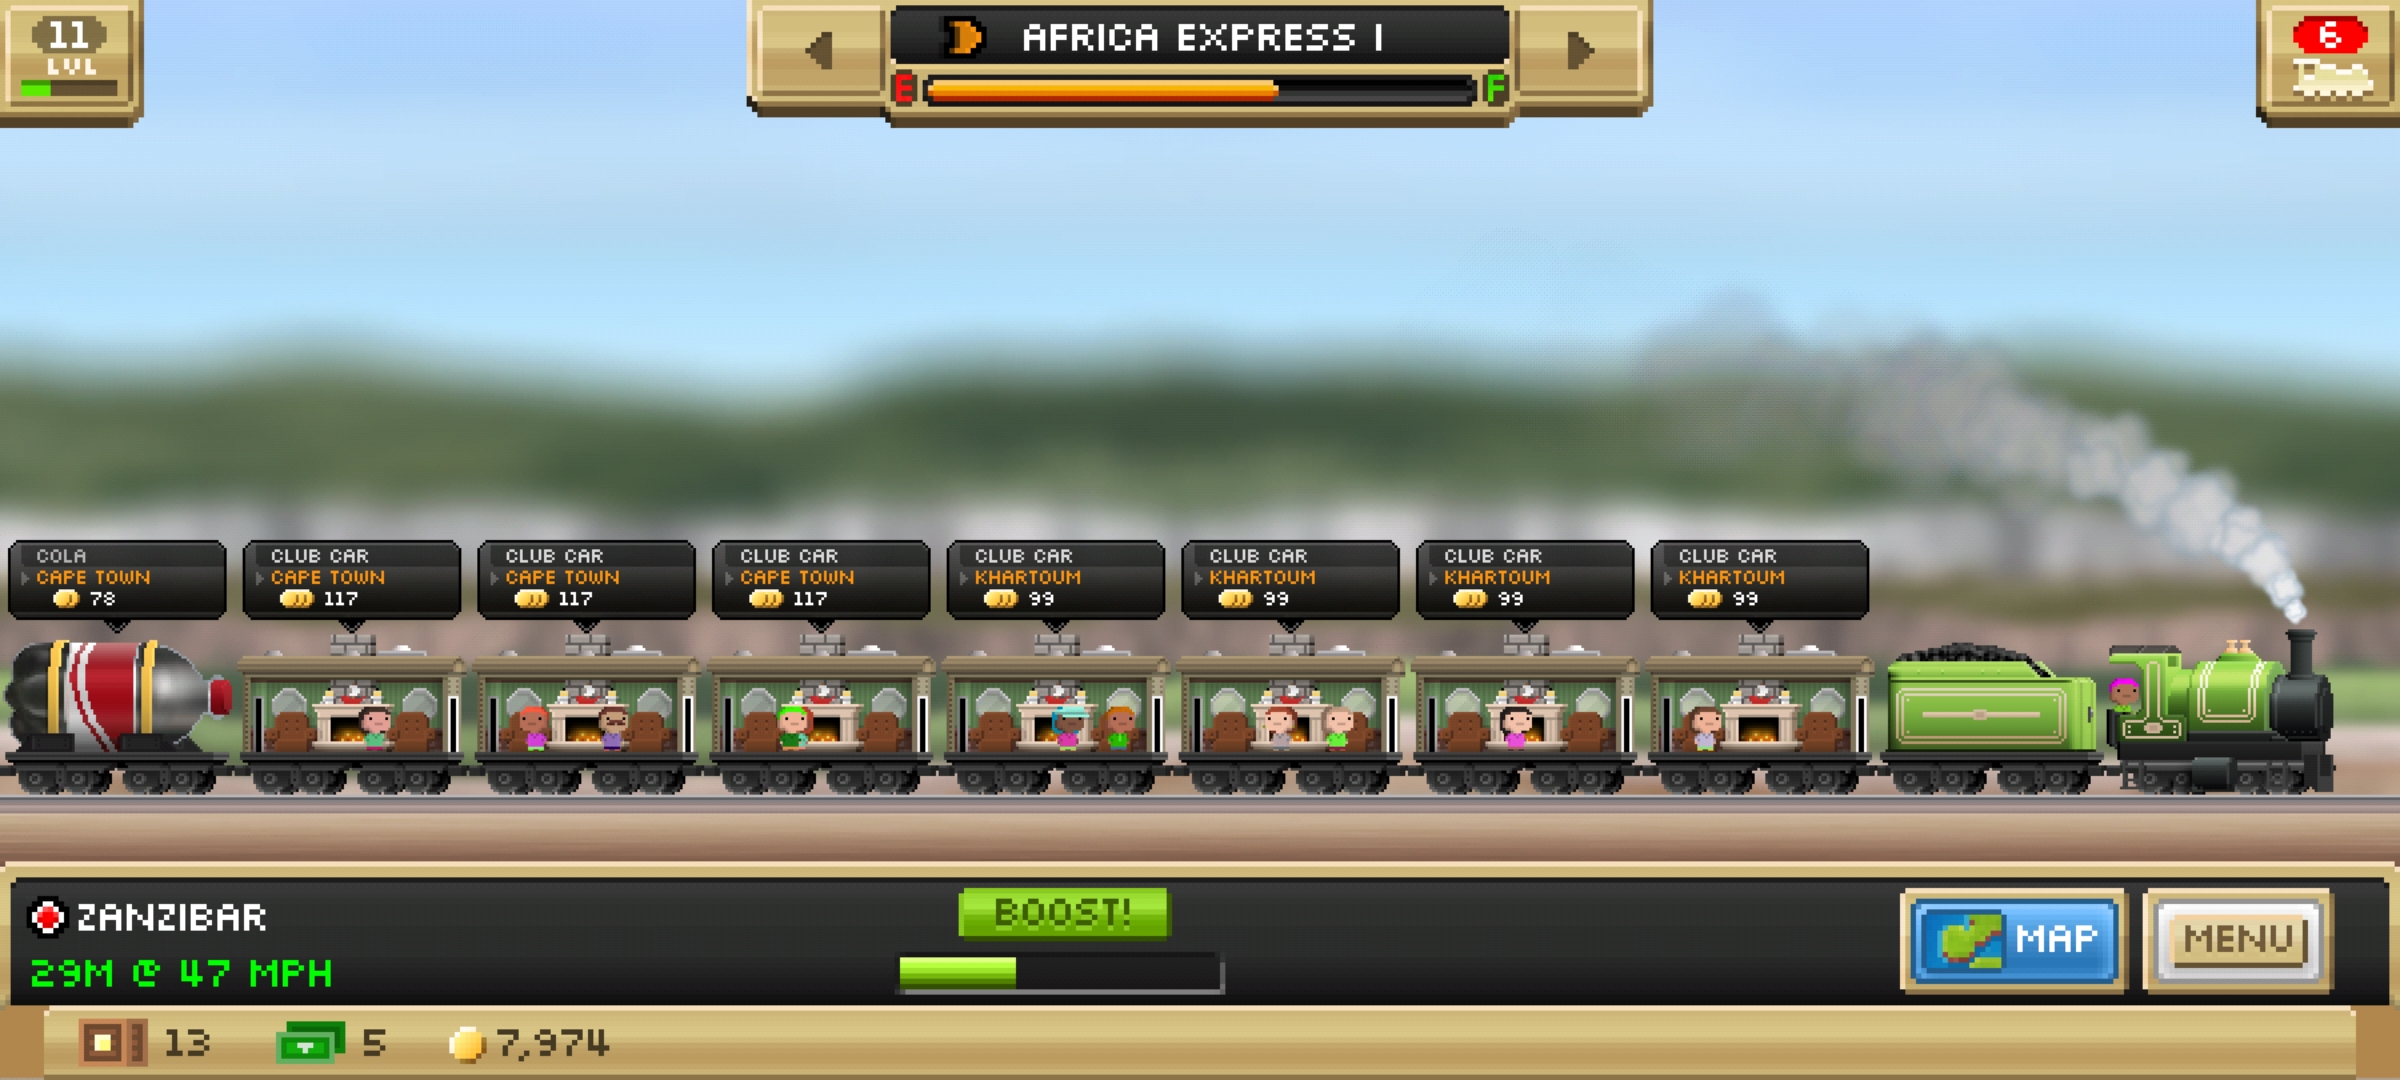 11
LVL
AFRICA EXPRESS I
E
F
6
COLA
CAPE TOWN
78
CLUB CAR
CAPE TOWN
117
CLUB CAR
CAPE TOWN
117
CLUB CAR
CAPE TOWN
117
CLUB CAR
KHARTOUM
99
CLUB CAR
KHARTOUM
99
CLUB CAR
KHARTOUM
99
CLUB CAR
KHARTOUM
99
ZANZIBAR
29M @ 47 MPH
BOOST!
MAP
MENU
13
5
7,974